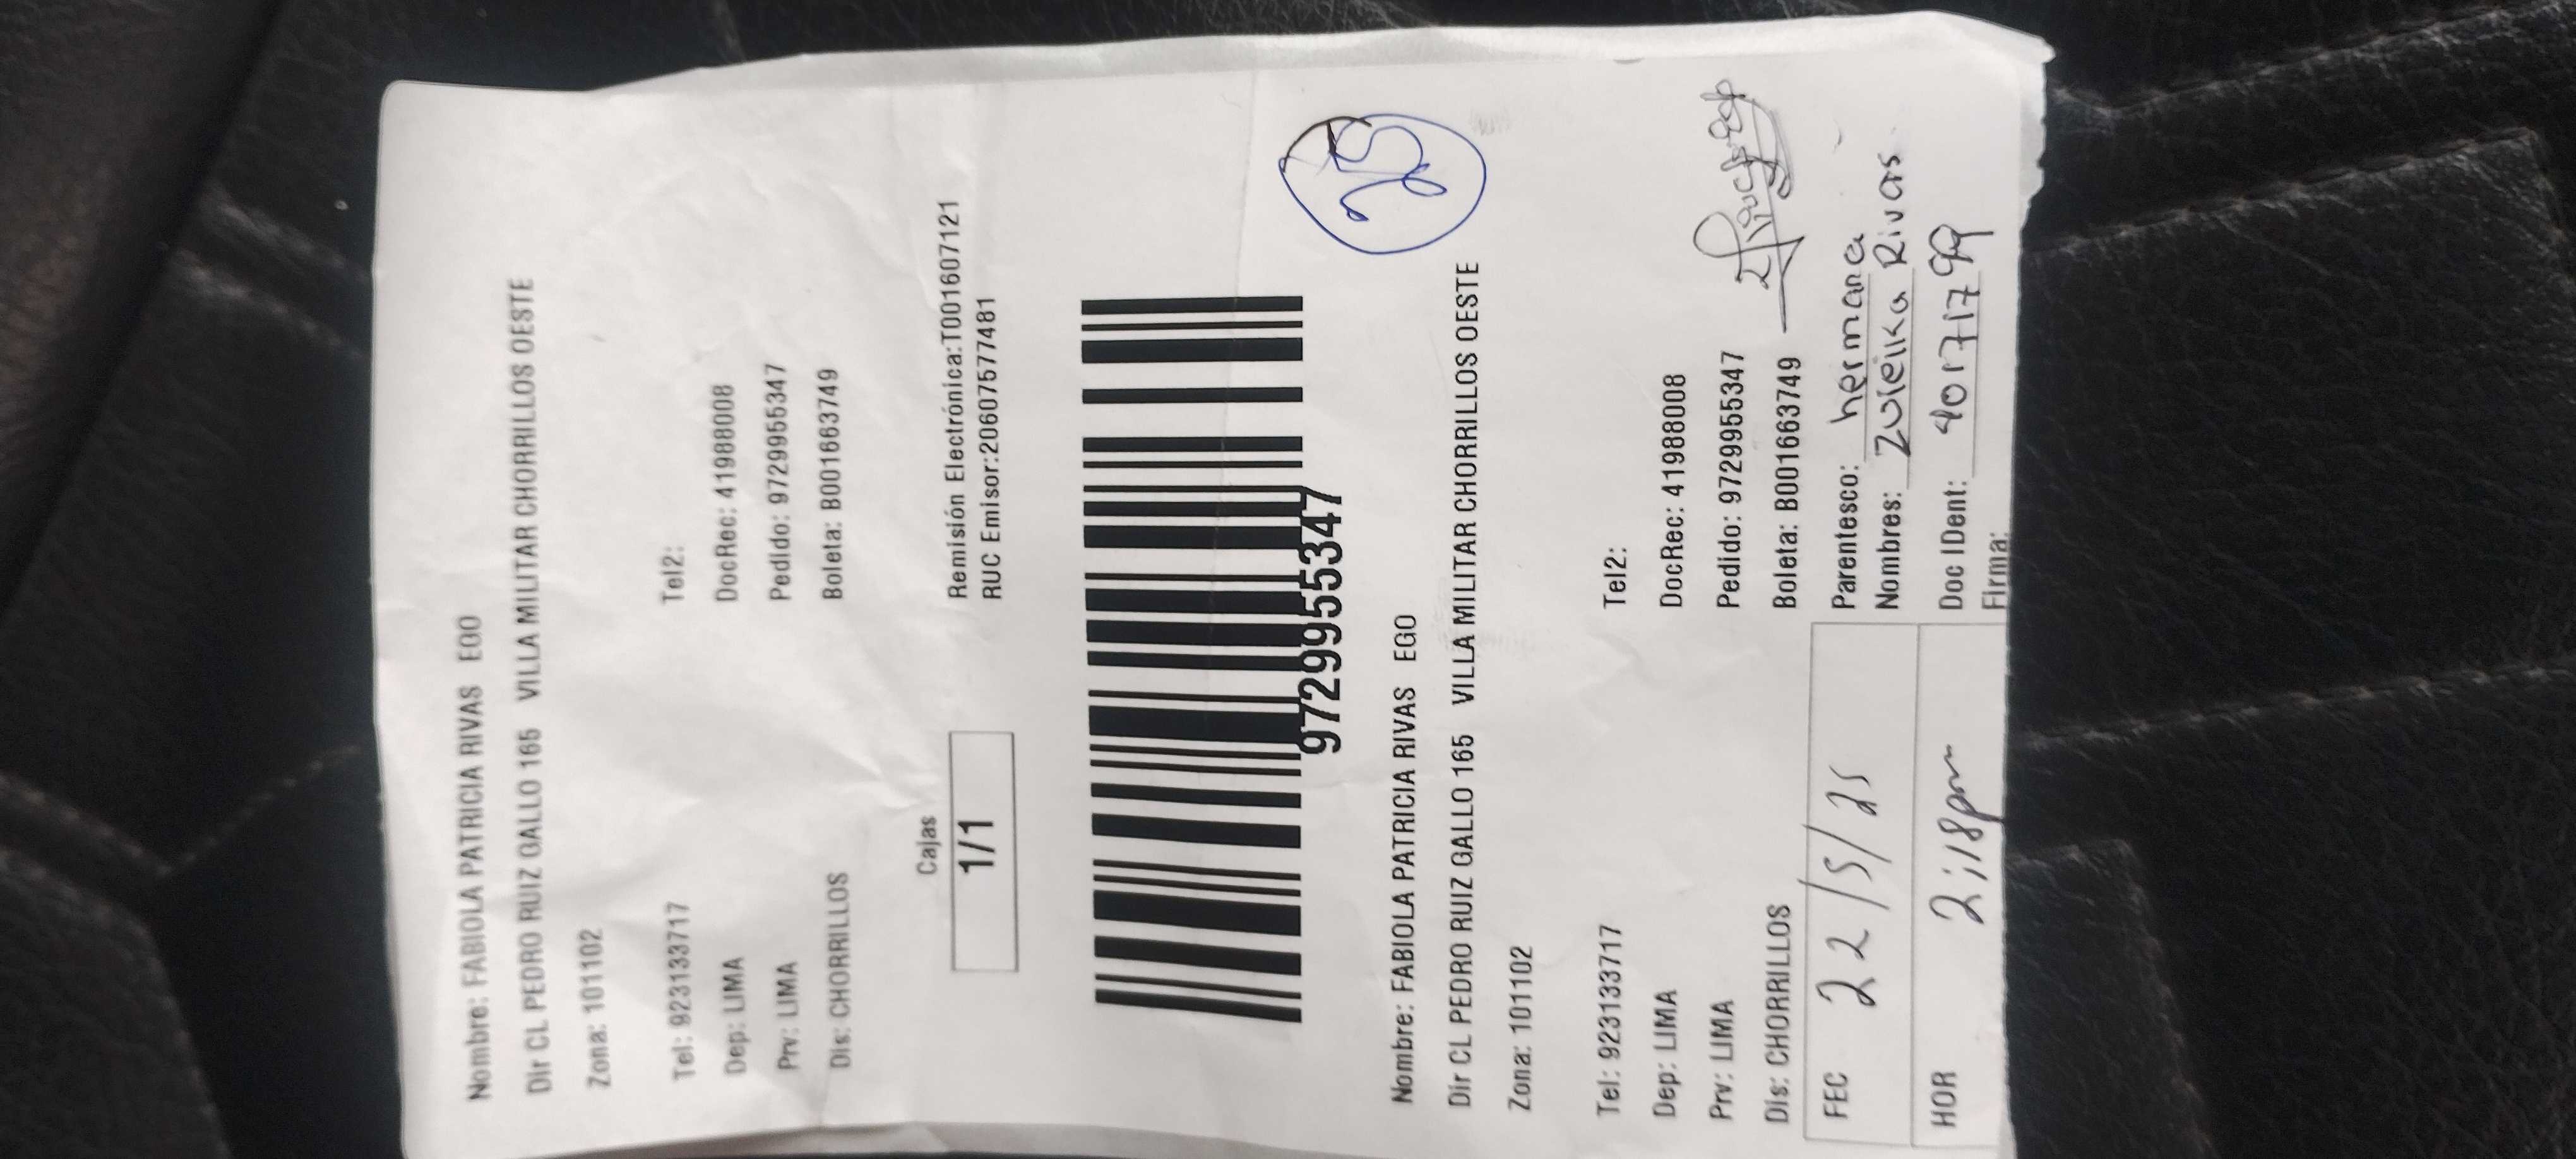 Nombre: FABIOLA PATRICIA RIVAS EGO
Dir CL PEDRO RUIZ GALLO 165 VILLA MILITAR CHORRILLOS OESTE
Zona: 101102
Tel: 923133717 Tel2:
Dep: LIMA DocRec: 41988008
Prv: LIMA Pedido: 9729955347
Dis: CHORRILLOS Boleta: B001663749
Cajas
1/1
Remisión Electrónica:T001607121
RUC Emisor:20607577481
9729955347
Nombre: FABIOLA PATRICIA RIVAS EGO
Dir CL PEDRO RUIZ GALLO 165 VILLA MILITAR CHORRILLOS OESTE
Zona: 101102
Tel: 923133717 Tel2:
Dep: LIMA DocRec: 41988008
Prv: LIMA Pedido: 9729955347
Dis: CHORRILLOS Boleta: B001663749
FEC 22/5/25 Parentesco: hermana
Nombres: Zuleika Rivas
HOR 2:18pm Doc IDent: 40171799
Firma: